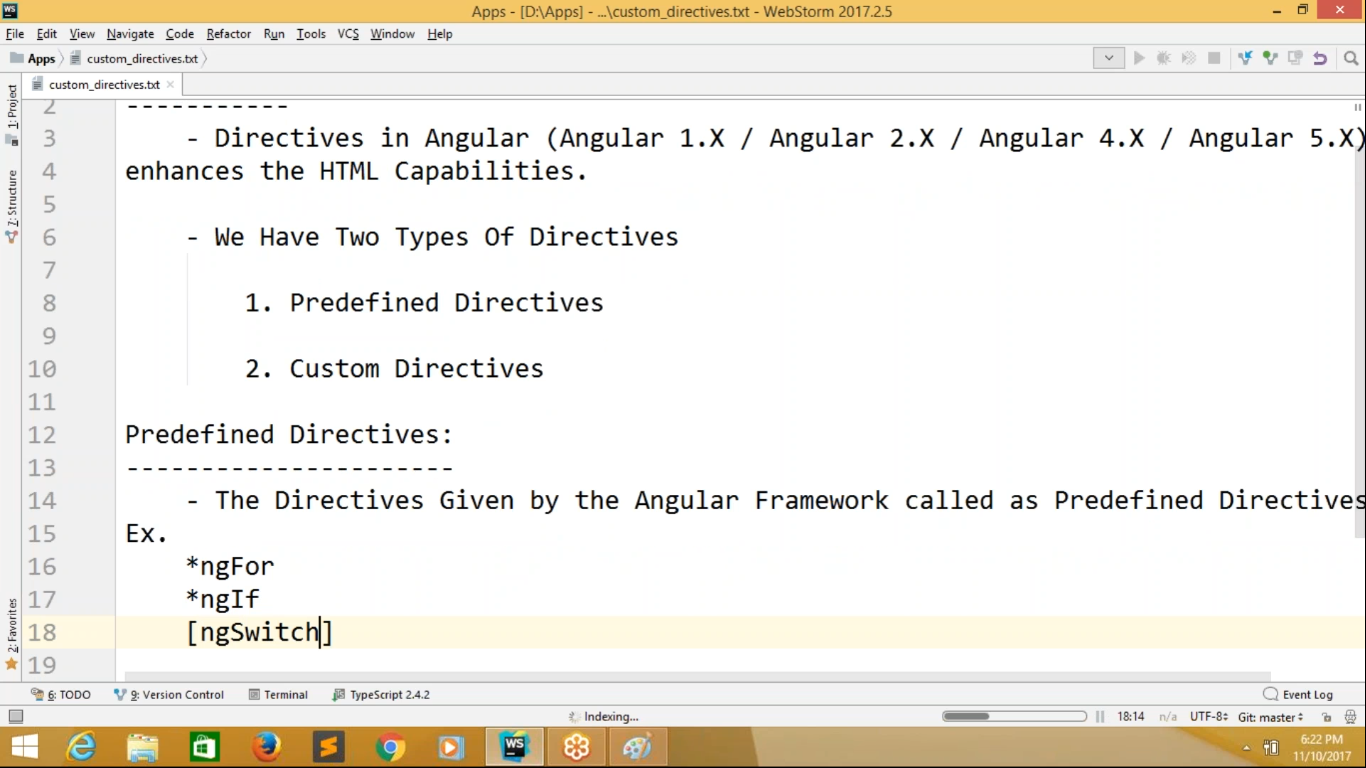 Apps - [D:\Apps] - ...\custom_directives.txt - WebStorm 2017.2.5
File Edit View Navigate Code Refactor Run Tools VCS Window Help
Apps custom_directives.txt
custom_directives.txt
1: Project
7: Structure
2: Favorites
2 -----------
3 - Directives in Angular (Angular 1.X / Angular 2.X / Angular 4.X / Angular 5.X)
4 enhances the HTML Capabilities.
5
6 - We Have Two Types Of Directives
7
8 1. Predefined Directives
9
10 2. Custom Directives
11
12 Predefined Directives:
13 ----------------------
14 - The Directives Given by the Angular Framework called as Predefined Directives
15 Ex.
16 *ngFor
17 *ngIf
18 [ngSwitch]
19
6: TODO 9: Version Control Terminal TypeScript 2.4.2 Event Log
Indexing... 18:14 n/a UTF-8 Git: master
WS
6:22 PM
11/10/2017